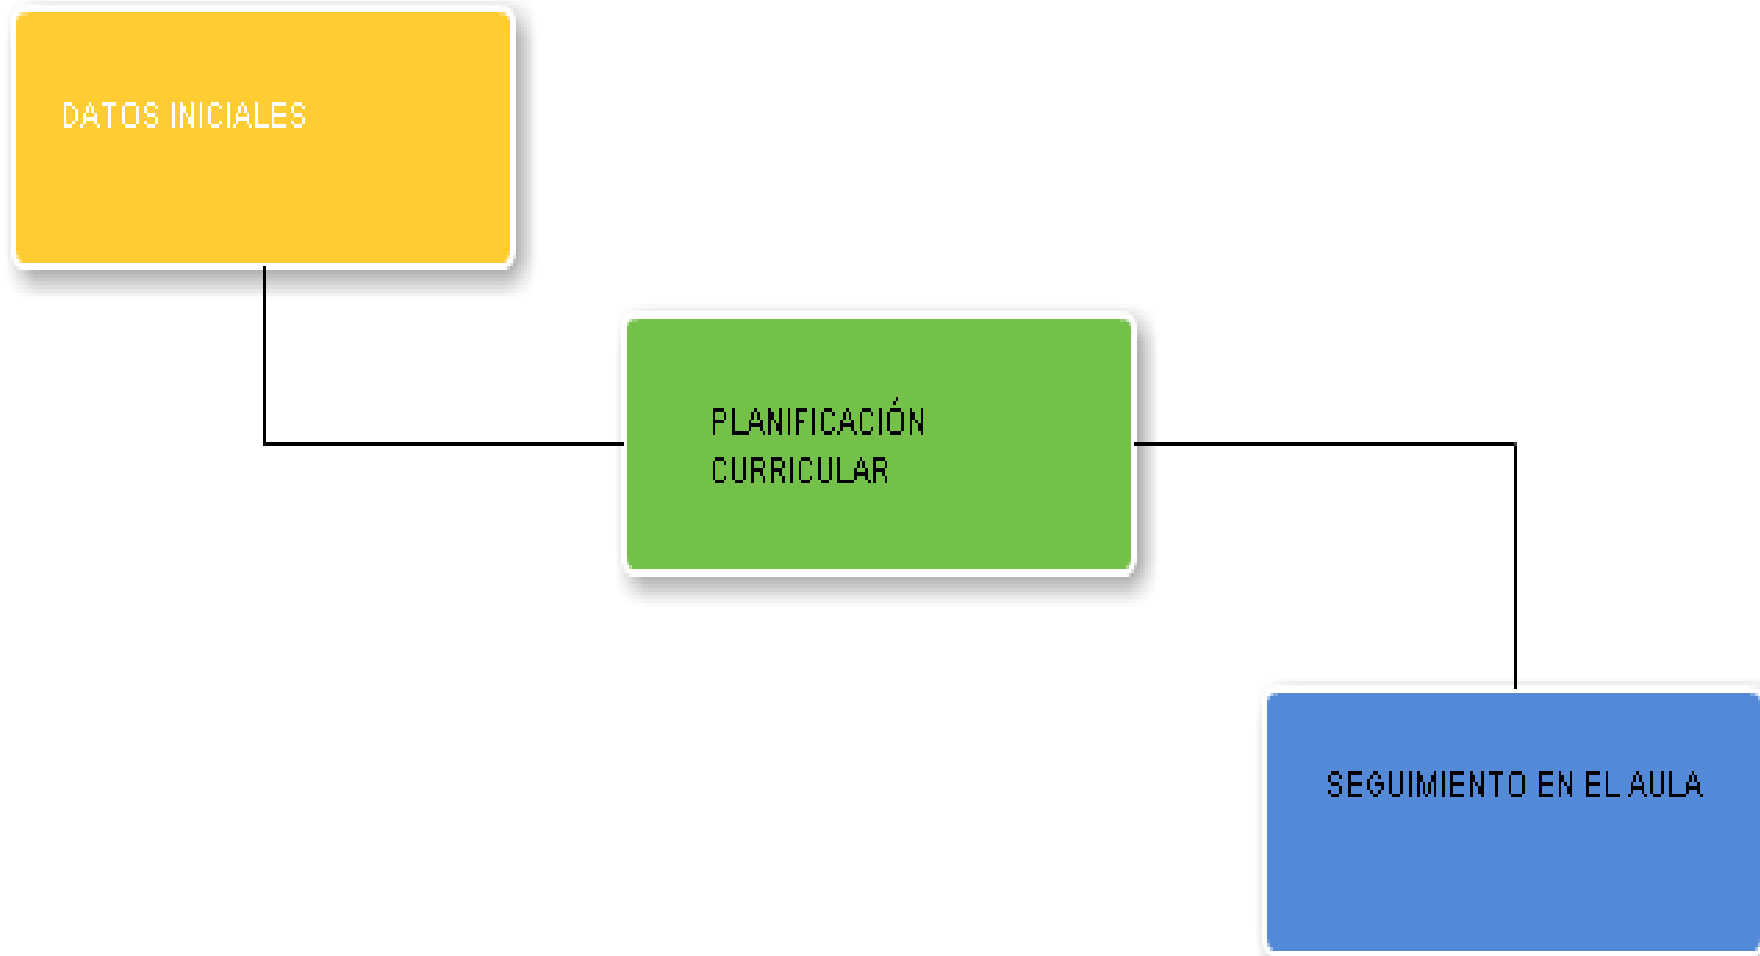 DATOS INICIALES
PLANIFICACIÓN
CURRICULAR
SEGUIMIENTO EN EL AULA